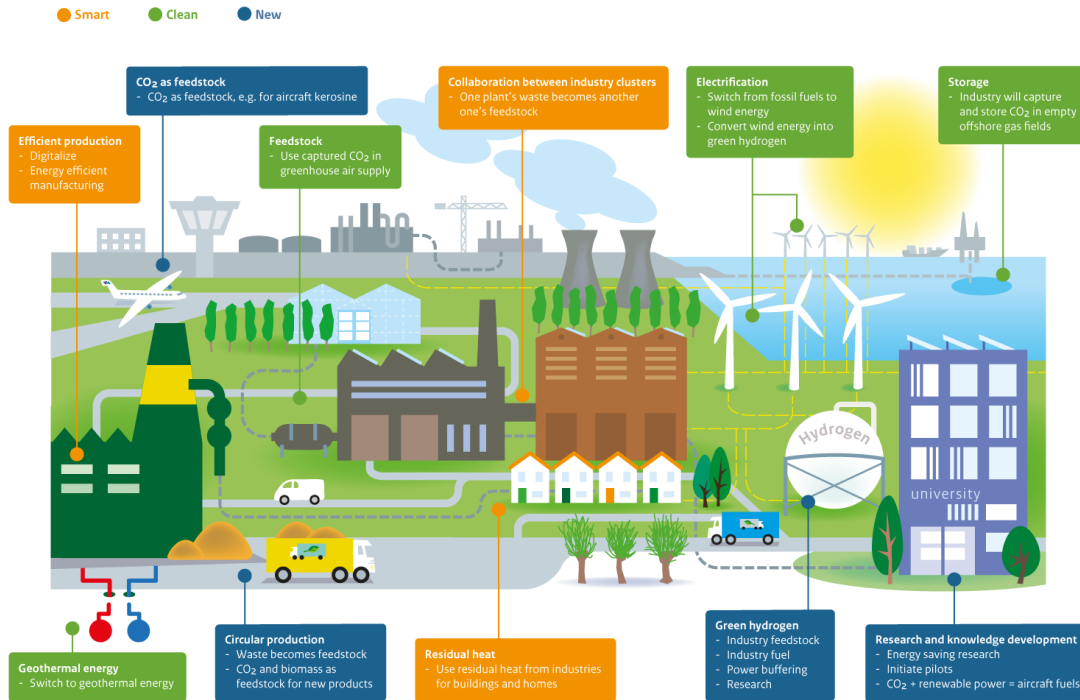 Smart
Clean
New
CO₂ as feedstock
- CO₂ as feedstock, e.g. for aircraft kerosine
Collaboration between industry clusters
- One plant's waste becomes another
one's feedstock
Electrification
- Switch from fossil fuels to
wind energy
- Convert wind energy into
green hydrogen
Storage
- Industry will capture
and store CO₂ in empty
offshore gas fields
Efficient production
- Digitalize
- Energy efficient
manufacturing
Feedstock
- Use captured CO₂ in
greenhouse air supply
Hydrogen
university
Geothermal energy
- Switch to geothermal energy
Circular production
- Waste becomes feedstock
- CO₂ and biomass as
feedstock for new products
Residual heat
- Use residual heat from industries
for buildings and homes
Green hydrogen
- Industry feedstock
- Industry fuel
- Power buffering
- Research
Research and knowledge development
- Energy saving research
- Initiate pilots
- CO₂ + renewable power = aircraft fuels